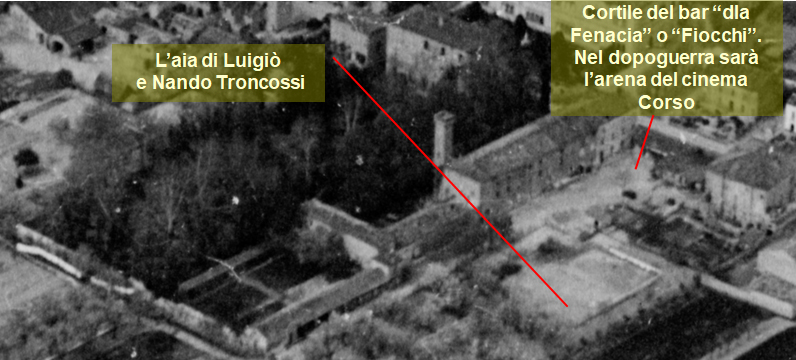 L’aia di Luigiò
e Nando Troncossi
Cortile del bar “dla
Fenacia” o “Fiocchi”.
Nel dopoguerra sarà
l’arena del cinema
Corso